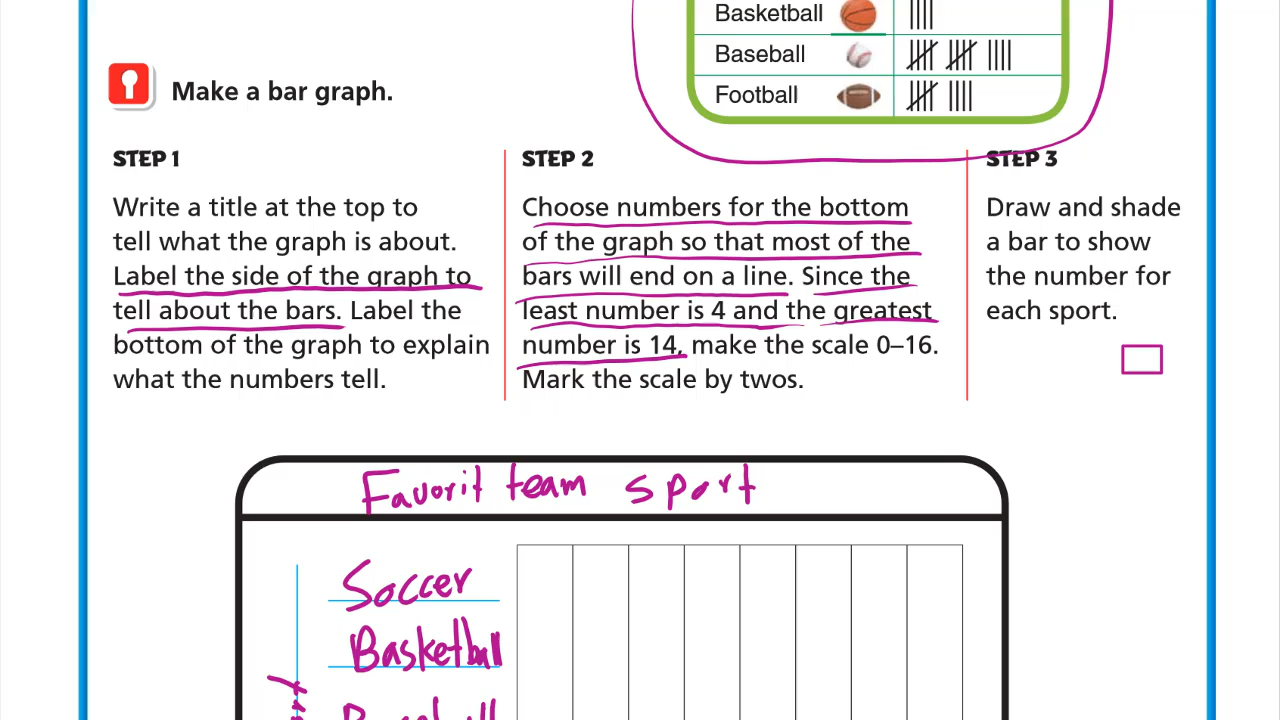 Basketball
Baseball
Football
Make a bar graph.
STEP 1
Write a title at the top to
tell what the graph is about.
Label the side of the graph to
tell about the bars. Label the
bottom of the graph to explain
what the numbers tell.
STEP 2
Choose numbers for the bottom
of the graph so that most of the
bars will end on a line. Since the
least number is 4 and the greatest
number is 14, make the scale 0–16.
Mark the scale by twos.
STEP 3
Draw and shade
a bar to show
the number for
each sport.
Favorit team sport
Soccer
Basketball
Baseball